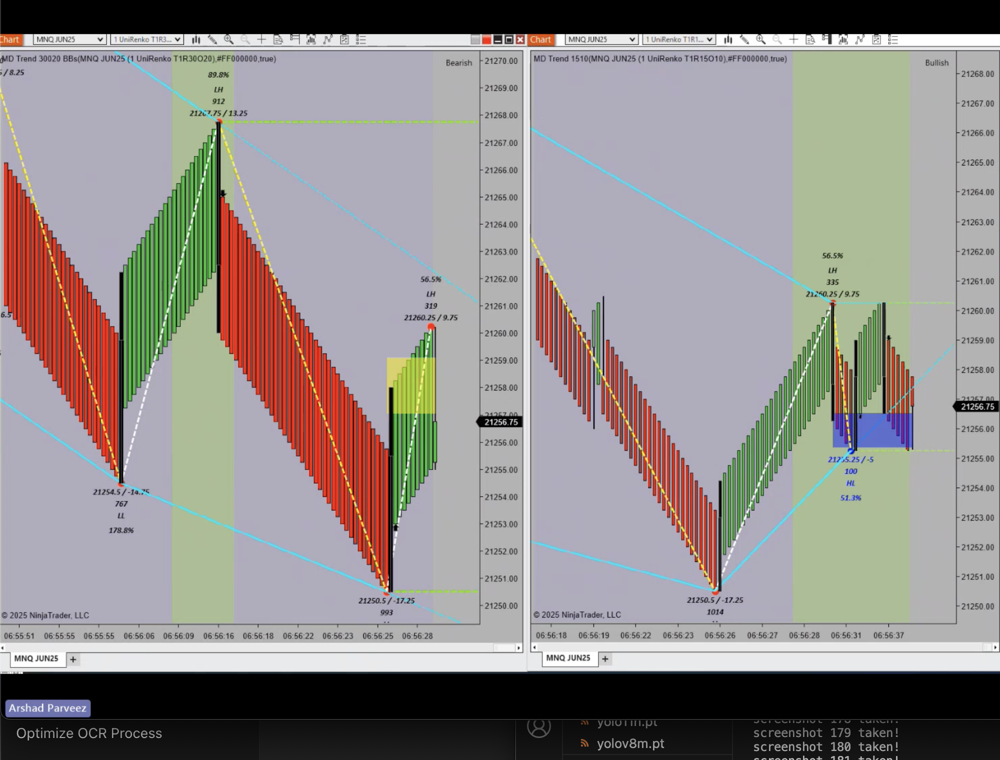 Chart
MNQ JUN25
1 UniRenko T1R3...
Chart
MNQ JUN25
1 UniRenko T1R1...
MD Trend 30020 BBs(MNQ JUN25 (1 UniRenko T1R30O20),#FF000000,true)
Bearish
/ 8.25
89.8%
LH
912
21267.75 / 13.25
56.5%
LH
319
21260.25 / 9.75
21254.5 / -14.75
767
LL
178.8%
21250.5 / -17.25
993
© 2025 NinjaTrader, LLC
21270.00
21269.00
21268.00
21267.00
21266.00
21265.00
21264.00
21263.00
21262.00
21261.00
21260.00
21259.00
21258.00
21257.00
21256.75
21256.00
21255.00
21254.00
21253.00
21252.00
21251.00
21250.00
06:55:51 06:55:55 06:55:55 06:56:06 06:56:09 06:56:16 06:56:18 06:56:22 06:56:23 06:56:25 06:56:28
MNQ JUN25 +
MD Trend 1510(MNQ JUN25 (1 UniRenko T1R15O10),#FF000000,true)
Bullish
56.5%
LH
335
21260.25 / 9.75
21255.25 / -5
100
HL
51.3%
21250.5 / -17.25
1014
© 2025 NinjaTrader, LLC
21268.00
21267.00
21266.00
21265.00
21264.00
21263.00
21262.00
21261.00
21260.00
21259.00
21258.00
21256.75
21256.00
21255.00
21254.00
21253.00
21252.00
21251.00
21250.00
06:56:18 06:56:19 06:56:22 06:56:23 06:56:26 06:56:27 06:56:28 06:56:31 06:56:37
MNQ JUN25 +
Arshad Parveez
Optimize OCR Process
yolo11n.pt
yolov8m.pt
screenshot 178 taken!
screenshot 179 taken!
screenshot 180 taken!
screenshot 181 taken!